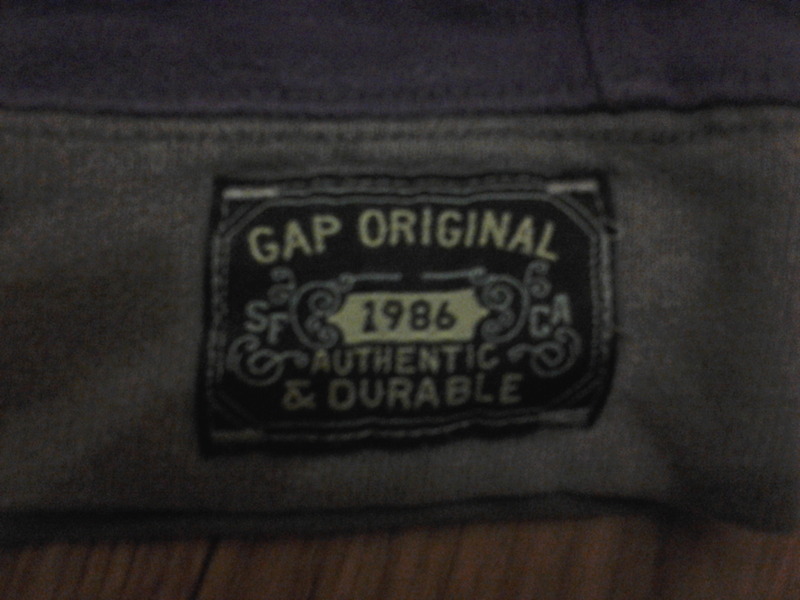 GAP ORIGINAL
SF 1986 CA
AUTHENTIC
& DURABLE